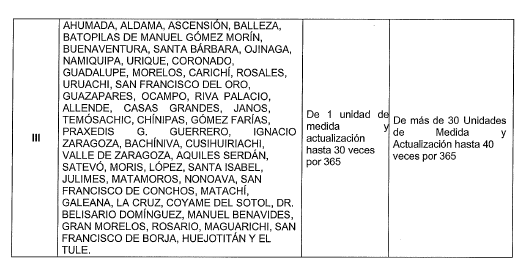 III
AHUMADA, ALDAMA, ASCENSIÓN, BALLEZA,
BATOPILAS DE MANUEL GÓMEZ MORÍN,
BUENAVENTURA, SANTA BÁRBARA, OJINAGA,
NAMIQUIPA, URIQUE, CORONADO,
GUADALUPE, MORELOS, CARICHÍ, ROSALES,
URUACHI, SAN FRANCISCO DEL ORO,
GUAZAPARES, OCAMPO, RIVA PALACIO,
ALLENDE, CASAS GRANDES, JANOS,
TEMÓSACHIC, CHÍNIPAS, GÓMEZ FARÍAS,
PRAXEDIS G. GUERRERO, IGNACIO
ZARAGOZA, BACHÍNIVA, CUSIHUIRIACHI,
VALLE DE ZARAGOZA, AQUILES SERDÁN,
SATEVÓ, MORIS, LÓPEZ, SANTA ISABEL,
JULIMES, MATAMOROS, NONOAVA, SAN
FRANCISCO DE CONCHOS, MATACHÍ,
GALEANA, LA CRUZ, COYAME DEL SOTOL, DR.
BELISARIO DOMÍNGUEZ, MANUEL BENAVIDES,
GRAN MORELOS, ROSARIO, MAGUARICHI, SAN
FRANCISCO DE BORJA, HUEJOTITÁN Y EL
TULE.
De 1 unidad de
medida y
actualización
hasta 30 veces
por 365
De más de 30 Unidades
de Medida y
Actualización hasta 40
veces por 365